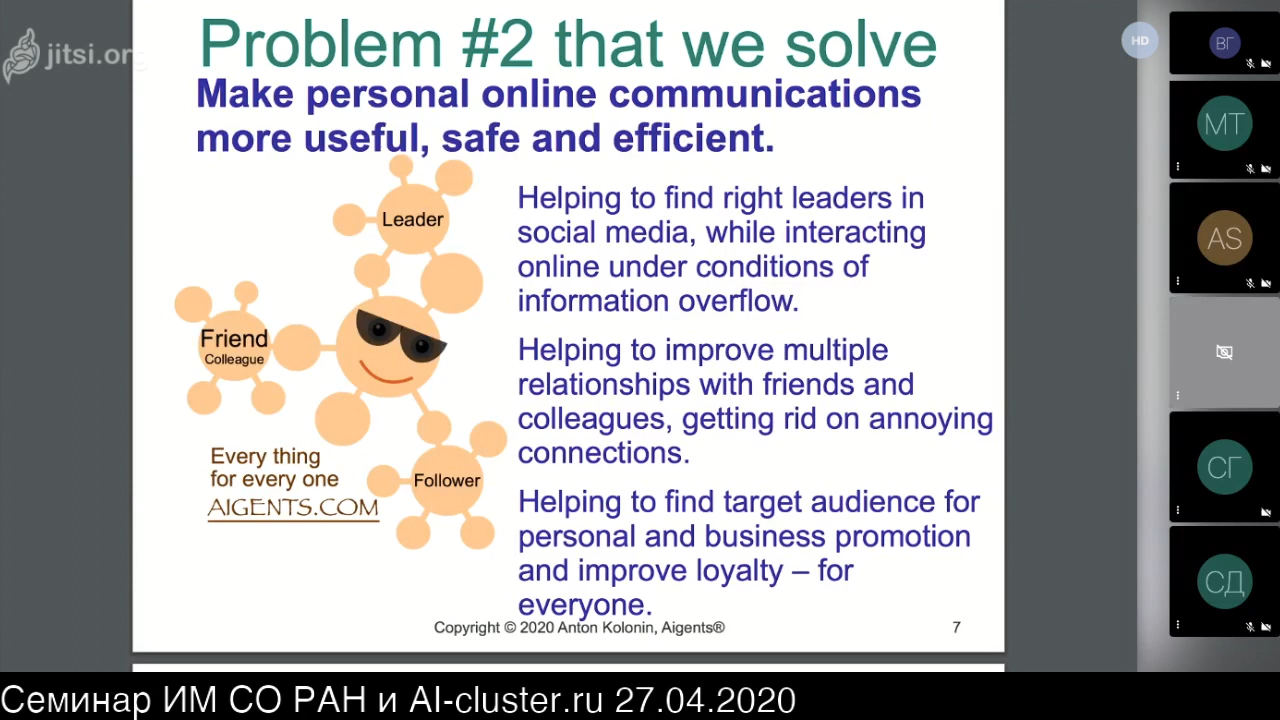 jitsi.org
Problem #2 that we solve
Make personal online communications
more useful, safe and efficient.
Leader
Friend
Colleague
Follower
Every thing
for every one
AIGENTS.COM
Helping to find right leaders in
social media, while interacting
online under conditions of
information overflow.
Helping to improve multiple
relationships with friends and
colleagues, getting rid on annoying
connections.
Helping to find target audience for
personal and business promotion
and improve loyalty – for
everyone.
Copyright © 2020 Anton Kolonin, Aigents®
7
HD
ВГ
МТ
AS
СГ
СД
Семинар ИМ СО РАН и AI-cluster.ru 27.04.2020